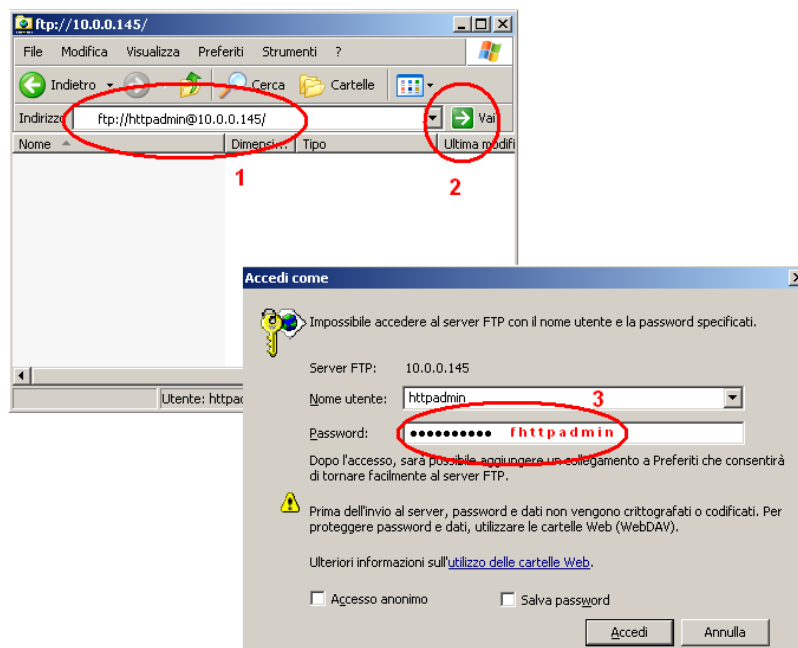 ftp://10.0.0.145/
File Modifica Visualizza Preferiti Strumenti ?
Indietro Cerca Cartelle
Indirizzo ftp://httpadmin@10.0.0.145/ Vai
Nome Dimensi... Tipo Ultima modifi
1
2
Utente: httpad
Accedi come
Impossibile accedere al server FTP con il nome utente e la password specificati.
Server FTP: 10.0.0.145
Nome utente: httpadmin
3
Password: ●●●●●●●●●● fhttpadmin
Dopo l'accesso, sarà possibile aggiungere un collegamento a Preferiti che consentirà
di tornare facilmente al server FTP.
Prima dell'invio al server, password e dati non vengono crittografati o codificati. Per
proteggere password e dati, utilizzare le cartelle Web (WebDAV).
Ulteriori informazioni sull'utilizzo delle cartelle Web.
Accesso anonimo Salva password
Accedi Annulla